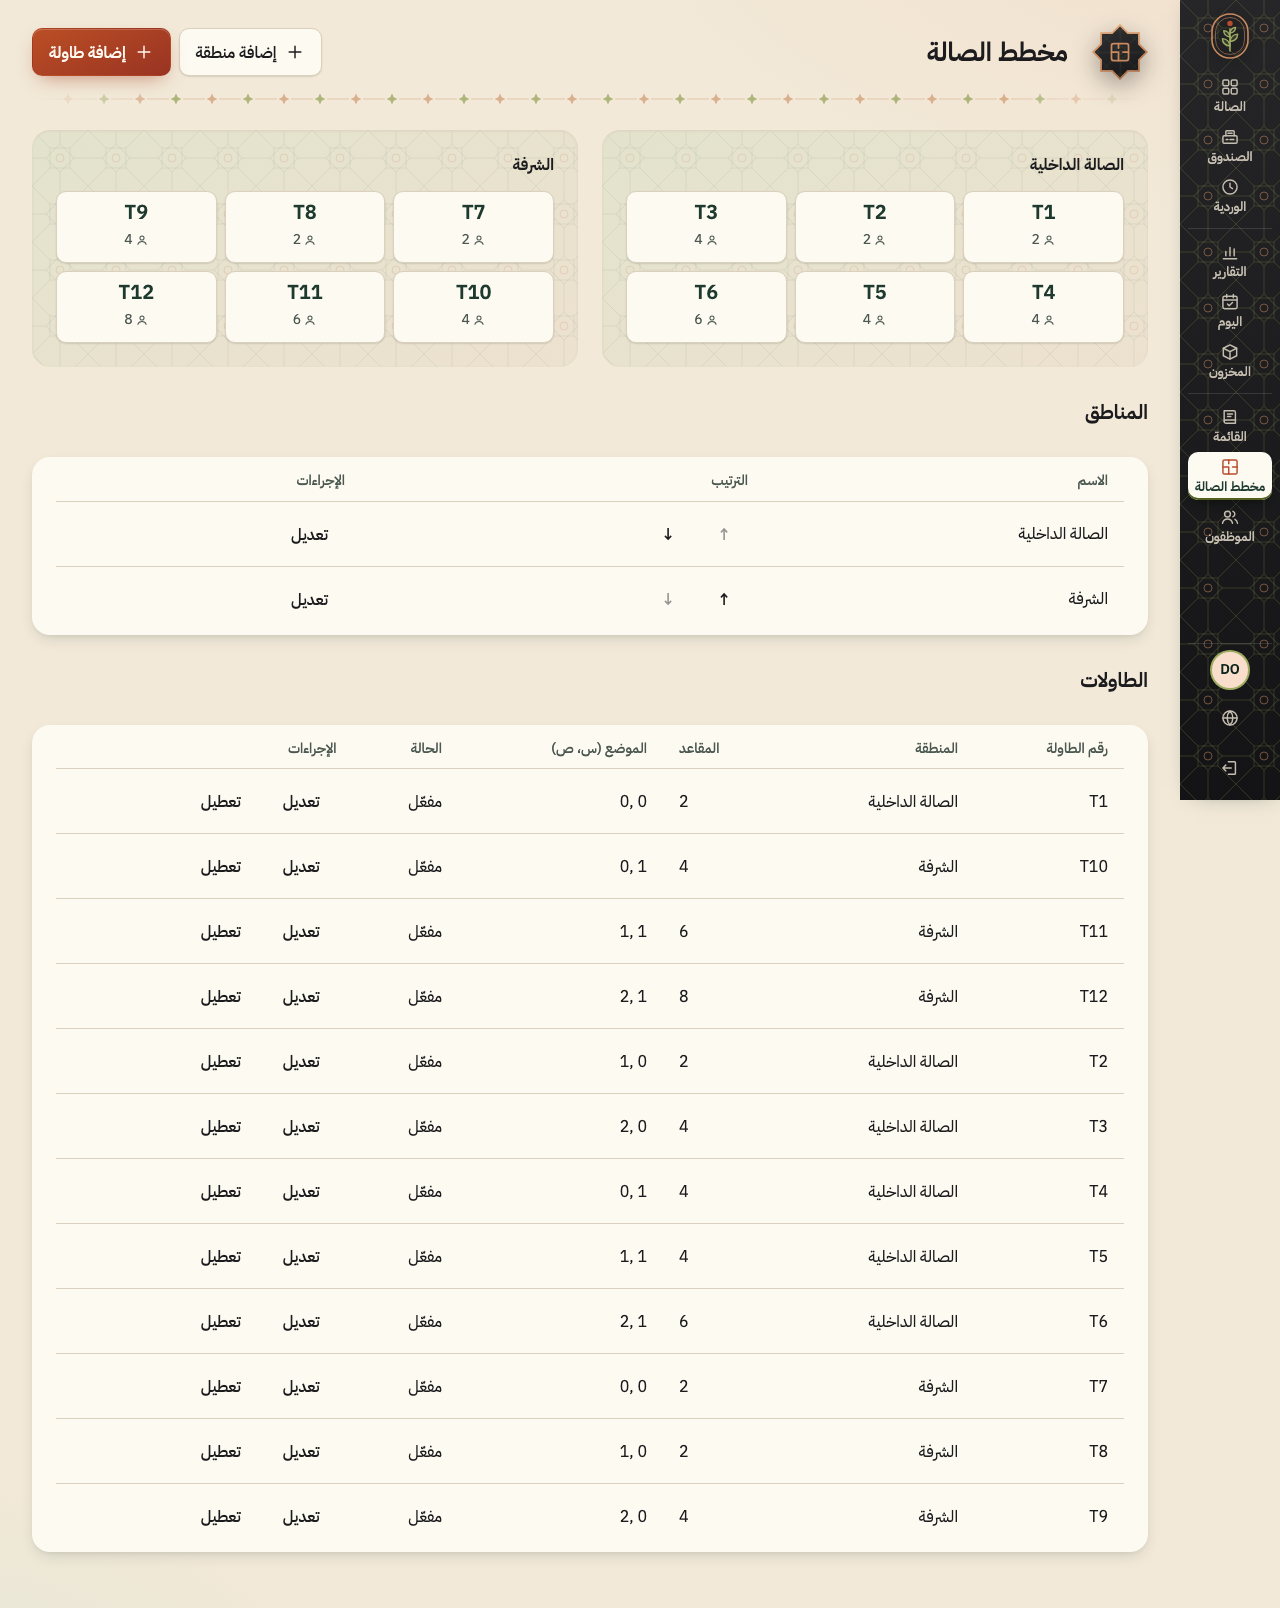 مخطط الصالة
إضافة منطقة
إضافة طاولة
الصالة
الصندوق
الوردية
التقارير
اليوم
المخزون
القائمة
مخطط الصالة
الموظفون
DO
الصالة الداخلية
T1 T2 T3
2 2 4
T4 T5 T6
4 4 6
الشرفة
T7 T8 T9
2 2 4
T10 T11 T12
4 6 8
المناطق
الاسم الترتيب الإجراءات
الصالة الداخلية ↑ ↓ تعديل
الشرفة ↑ ↓ تعديل
الطاولات
رقم الطاولة المنطقة المقاعد الموضع (س، ص) الحالة الإجراءات
T1 الصالة الداخلية 2 0, 0 مفعّل تعديل تعطيل
T10 الشرفة 4 0, 1 مفعّل تعديل تعطيل
T11 الشرفة 6 1, 1 مفعّل تعديل تعطيل
T12 الشرفة 8 2, 1 مفعّل تعديل تعطيل
T2 الصالة الداخلية 2 1, 0 مفعّل تعديل تعطيل
T3 الصالة الداخلية 4 2, 0 مفعّل تعديل تعطيل
T4 الصالة الداخلية 4 0, 1 مفعّل تعديل تعطيل
T5 الصالة الداخلية 4 1, 1 مفعّل تعديل تعطيل
T6 الصالة الداخلية 6 2, 1 مفعّل تعديل تعطيل
T7 الشرفة 2 0, 0 مفعّل تعديل تعطيل
T8 الشرفة 2 1, 0 مفعّل تعديل تعطيل
T9 الشرفة 4 2, 0 مفعّل تعديل تعطيل